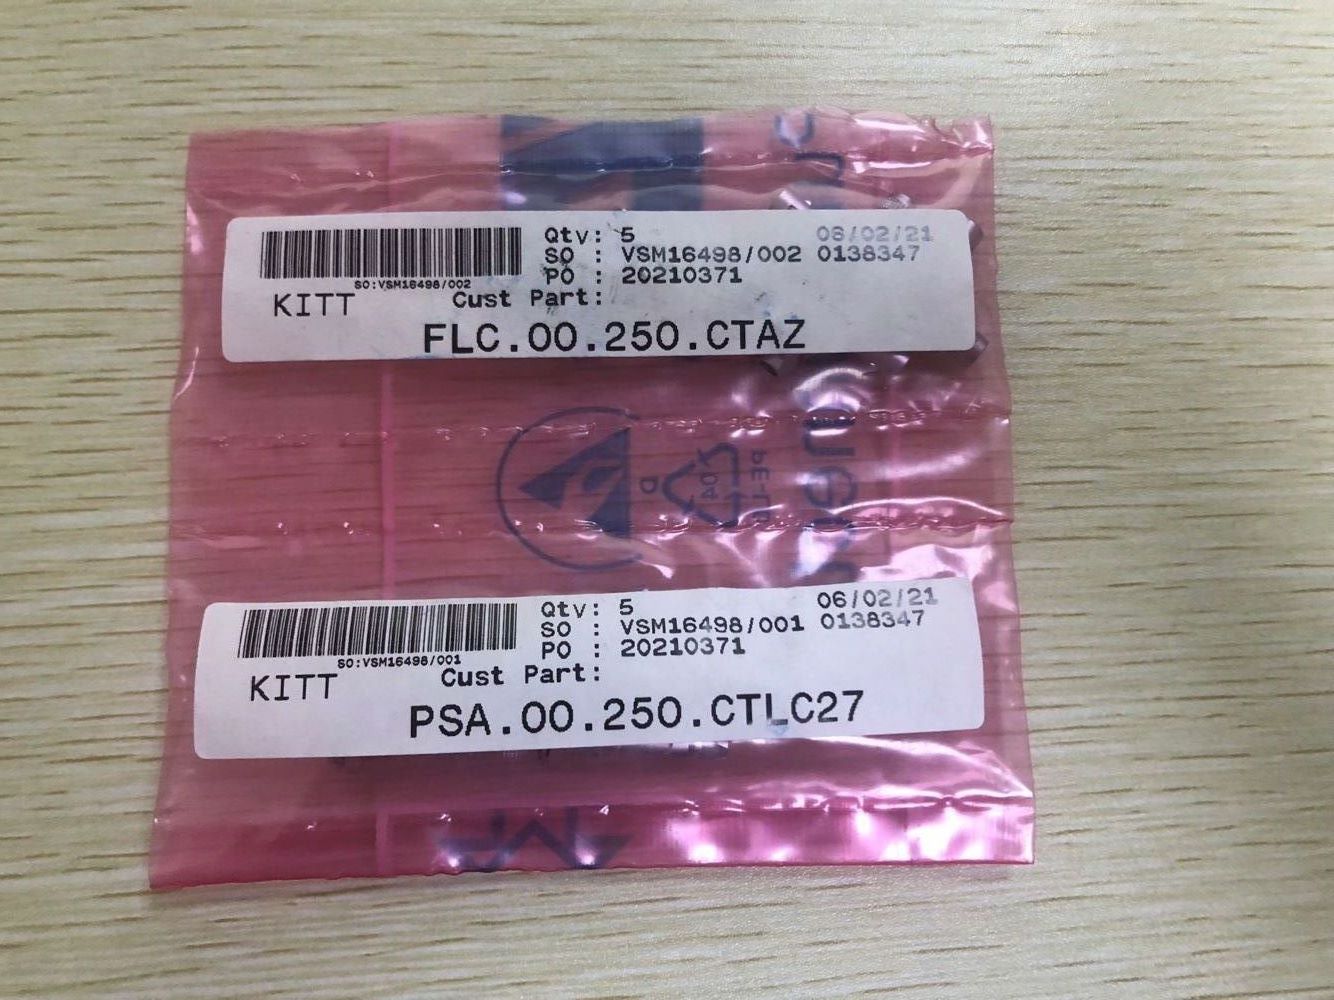 Qty: 5 06/02/21
SO : VSM16498/002 0138347
PO : 20210371
SO:VSM16498/002
KITT Cust Part:
FLC.00.250.CTAZ
04
D
Qty: 5 06/02/21
SO : VSM16498/001 0138347
PO : 20210371
SO:VSM16498/001
KITT Cust Part:
PSA.00.250.CTLC27